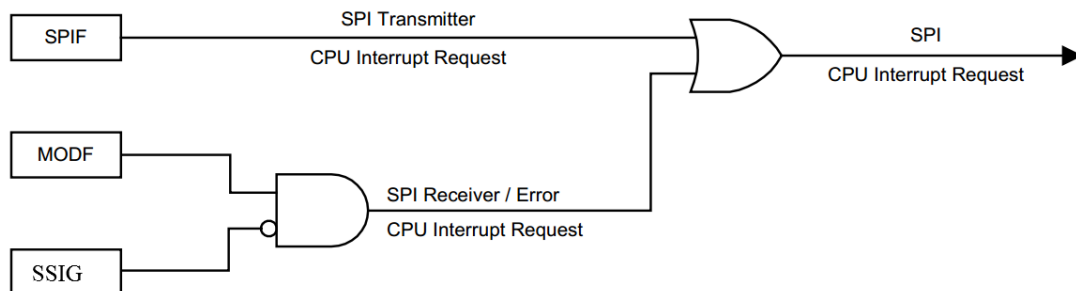 SPIF
SPI Transmitter
CPU Interrupt Request
SPI
CPU Interrupt Request
MODF
SPI Receiver / Error
CPU Interrupt Request
SSIG